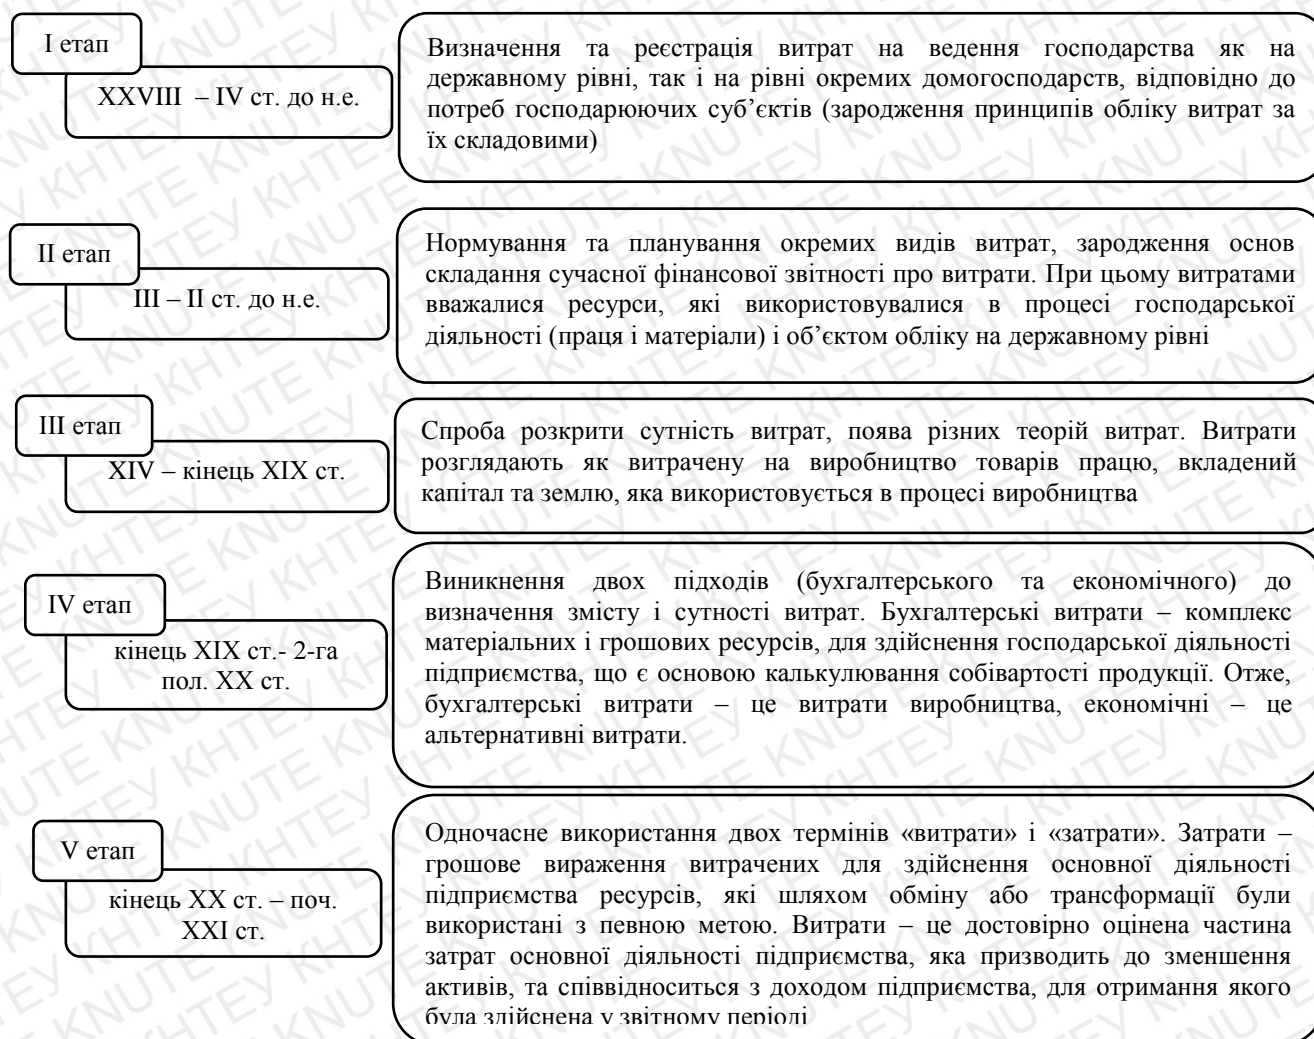 I етап
XXVIII – IV ст. до н.е.
Визначення та реєстрація витрат на ведення господарства як на
державному рівні, так і на рівні окремих домогосподарств, відповідно до
потреб господарюючих суб’єктів (зародження принципів обліку витрат за
їх складовими)
II етап
III – II ст. до н.е.
Нормування та планування окремих видів витрат, зародження основ
складання сучасної фінансової звітності про витрати. При цьому витратами
вважалися ресурси, які використовувалися в процесі господарської
діяльності (праця і матеріали) і об’єктом обліку на державному рівні
III етап
XIV – кінець XIX ст.
Спроба розкрити сутність витрат, поява різних теорій витрат. Витрати
розглядають як витрачену на виробництво товарів працю, вкладений
капітал та землю, яка використовується в процесі виробництва
IV етап
кінець XIX ст.- 2-га
пол. XX ст.
Виникнення двох підходів (бухгалтерського та економічного) до
визначення змісту і сутності витрат. Бухгалтерські витрати – комплекс
матеріальних і грошових ресурсів, для здійснення господарської діяльності
підприємства, що є основою калькулювання собівартості продукції. Отже,
бухгалтерські витрати – це витрати виробництва, економічні – це
альтернативні витрати.
V етап
кінець XX ст. – поч.
XXI ст.
Одночасне використання двох термінів «витрати» і «затрати». Затрати –
грошове вираження витрачених для здійснення основної діяльності
підприємства ресурсів, які шляхом обміну або трансформації були
використані з певною метою. Витрати – це достовірно оцінена частина
затрат основної діяльності підприємства, яка призводить до зменшення
активів, та співвідноситься з доходом підприємства, для отримання якого
була здійснена у звітному періоді